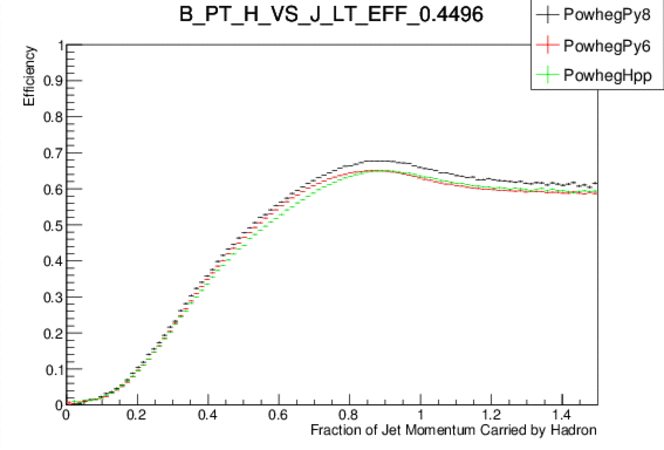 B_PT_H_VS_J_LT_EFF_0.4496
PowhegPy8
PowhegPy6
PowhegHpp
Efficiency
1
0.9
0.8
0.7
0.6
0.5
0.4
0.3
0.2
0.1
0
0 0.2 0.4 0.6 0.8 1 1.2 1.4
Fraction of Jet Momentum Carried by Hadron